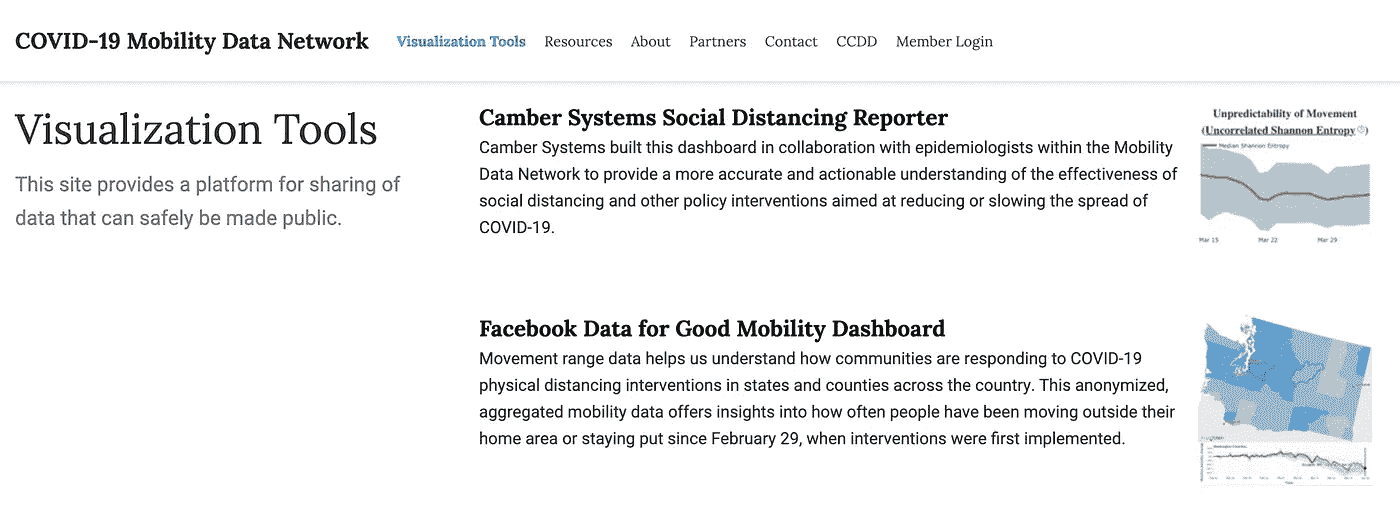 COVID-19 Mobility Data Network
Visualization Tools Resources About Partners Contact CCDD Member Login
Visualization Tools
This site provides a platform for sharing of
data that can safely be made public.
Camber Systems Social Distancing Reporter
Camber Systems built this dashboard in collaboration with epidemiologists within the Mobility
Data Network to provide a more accurate and actionable understanding of the effectiveness of
social distancing and other policy interventions aimed at reducing or slowing the spread of
COVID-19.
Unpredictability of Movement
(Uncorrelated Shannon Entropy)
Median Shannon Entropy
Mar 15 Mar 22 Mar 29
Facebook Data for Good Mobility Dashboard
Movement range data helps us understand how communities are responding to COVID-19
physical distancing interventions in states and counties across the country. This anonymized,
aggregated mobility data offers insights into how often people have been moving outside their
home area or staying put since February 29, when interventions were first implemented.